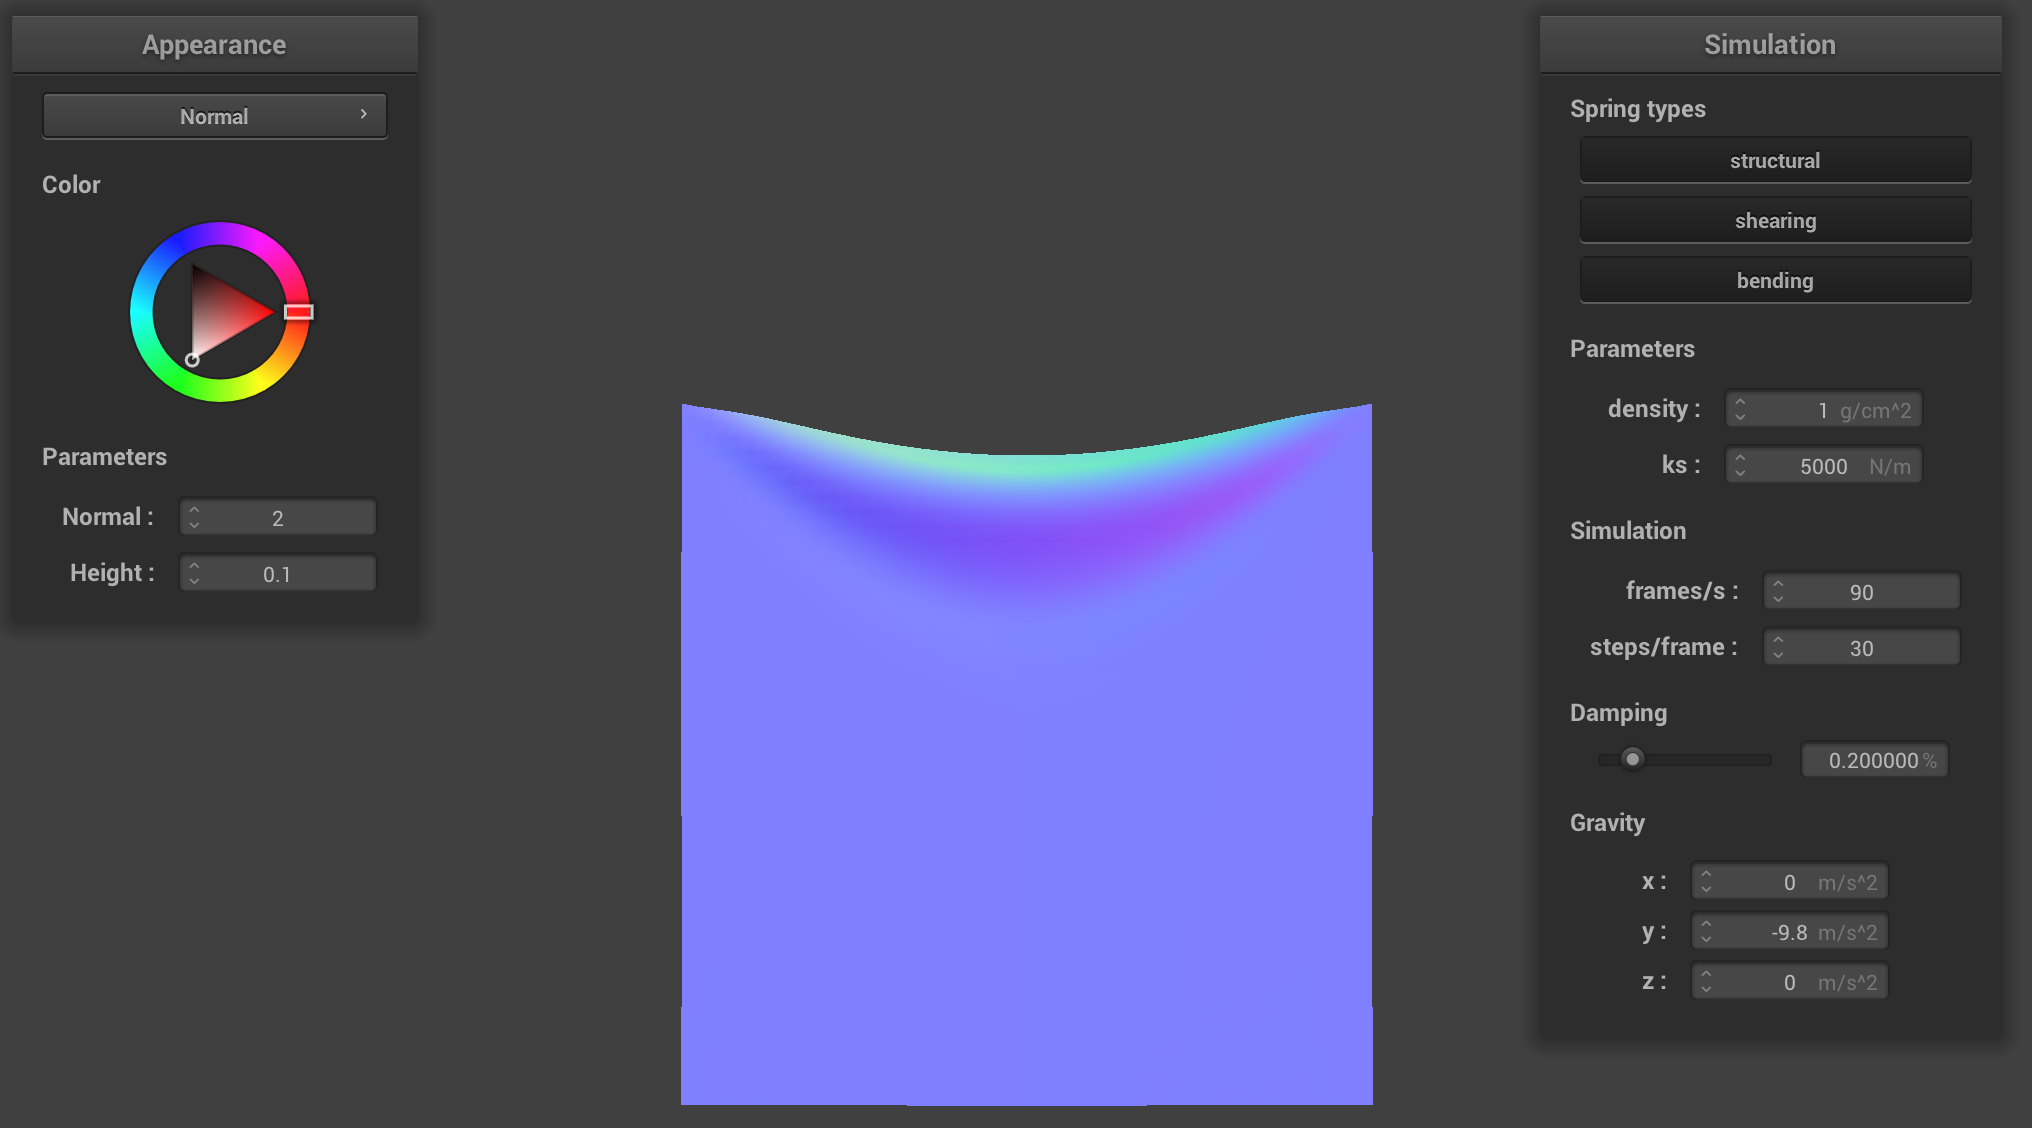 Appearance
Normal
Color
Parameters
Normal : 2
Height : 0.1
Simulation
Spring types
structural
shearing
bending
Parameters
density : 1 g/cm^2
ks : 5000 N/m
Simulation
frames/s : 90
steps/frame : 30
Damping
0.200000 %
Gravity
x : 0 m/s^2
y : -9.8 m/s^2
z : 0 m/s^2